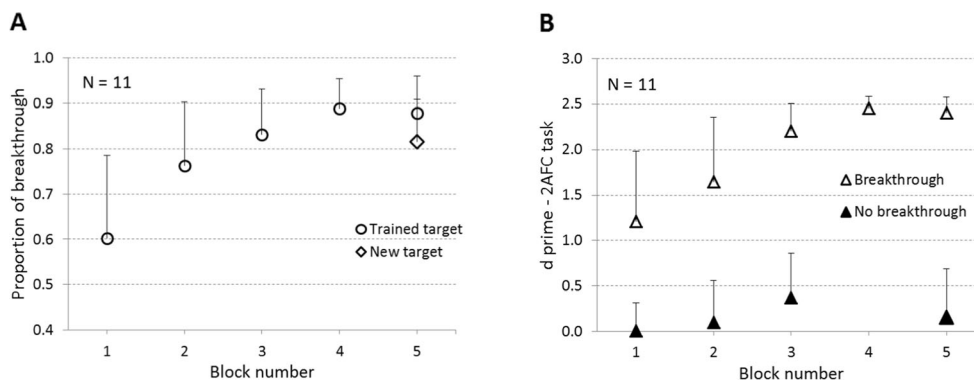 A
Proportion of breakthrough
1.0
0.9
0.8
0.7
0.6
0.5
0.4
N = 11
Trained target
New target
1 2 3 4 5
Block number
B
d prime - 2AFC task
3.0
2.5
2.0
1.5
1.0
0.5
0.0
N = 11
Breakthrough
No breakthrough
1 2 3 4 5
Block number